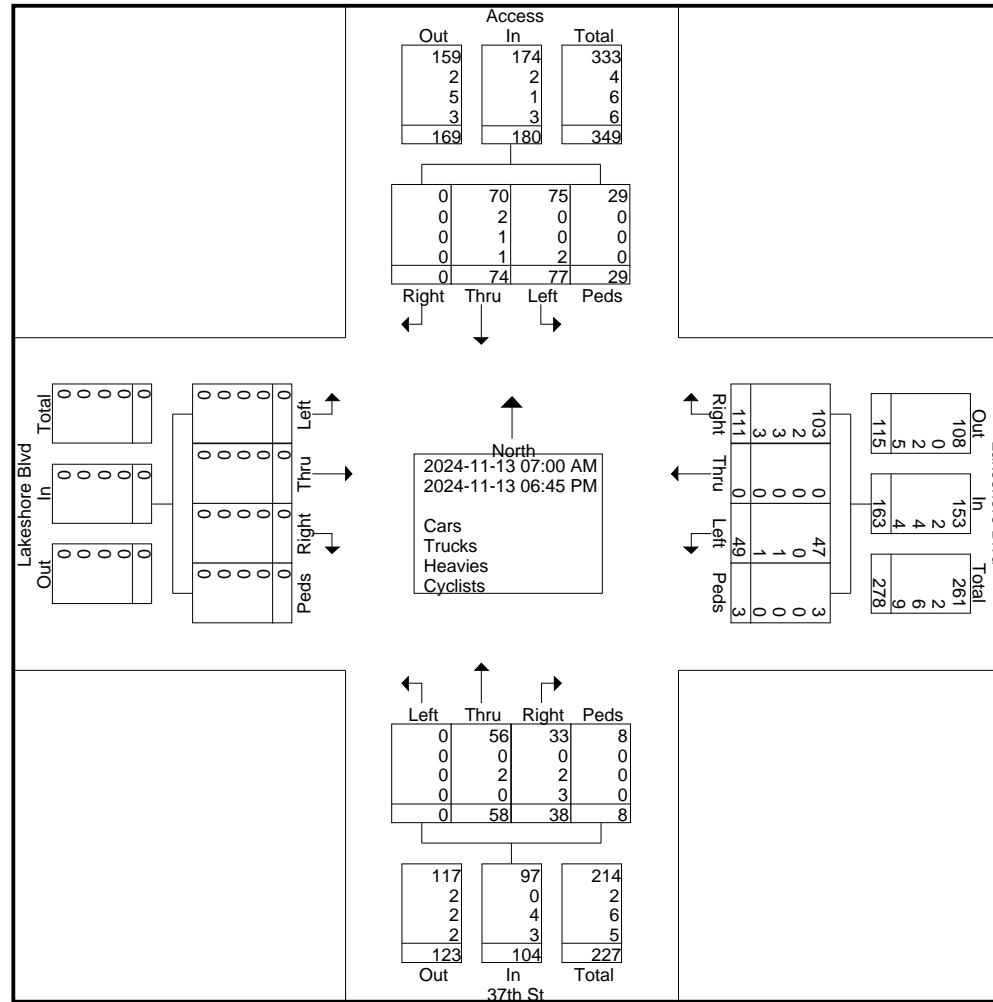 Access
Out In Total
159 174 333
2 2 4
5 1 6
3 3 6
169 180 349
0 70 75 29
0 2 0 0
0 1 0 0
0 1 2 0
0 74 77 29
Right Thru Left Peds
Lakeshore Blvd
Total
0 0 0 0 0
In
0 0 0 0 0
Out
0 0 0 0 0
Left
0 0 0 0 0
Thru
0 0 0 0 0
Right
0 0 0 0 0
Peds
0 0 0 0 0
North
2024-11-13 07:00 AM
2024-11-13 06:45 PM
Cars
Trucks
Heavies
Cyclists
Right
103 2 3 3 111
Thru
0 0 0 0 0
Left
47 0 1 1 49
Peds
3 0 0 0 3
Out
108 0 2 5 115
In
153 2 4 4 163
Total
261 2 6 9 278
Left Thru Right Peds
0 56 33 8
0 0 0 0
0 2 2 0
0 0 3 0
0 58 38 8
117 97 214
2 0 2
2 4 6
2 3 5
123 104 227
Out In Total
37th St